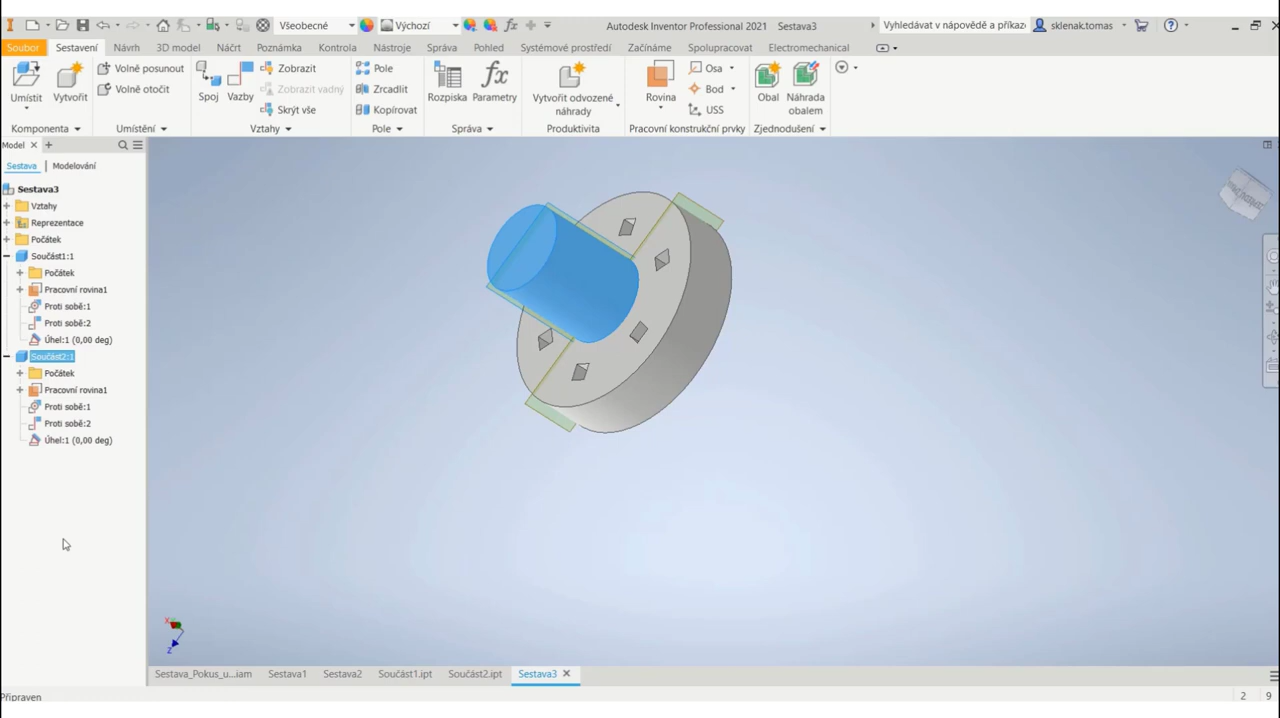 Všeobecné
Výchozí
fx
Autodesk Inventor Professional 2021 Sestava3
Vyhledávat v nápovědě a příkaz
sklenak.tomas
Soubor Sestavení Návrh 3D model Náčrt Poznámka Kontrola Nástroje Správa Pohled Systémové prostředí Začínáme Spolupracovat Electromechanical
Umístit
Vytvořit
Volně posunout
Volně otočit
Spoj
Vazby
Zobrazit
Zobrazit vadný
Skrýt vše
Pole
Zrcadlit
Kopírovat
Rozpiska
fx
Parametry
Vytvořit odvozené
náhrady
Rovina
Osa
Bod
USS
Obal
Náhrada
obalem
Komponenta Umístění Vztahy Pole Správa Produktivita Pracovní konstrukční prvky Zjednodušení
Model
Sestava Modelování
Sestava3
Vztahy
Reprezentace
Počátek
Součást1:1
Počátek
Pracovní rovina1
Proti sobě:1
Proti sobě:2
Úhel:1 (0,00 deg)
Součást2:1
Počátek
Pracovní rovina1
Proti sobě:1
Proti sobě:2
Úhel:1 (0,00 deg)
X
Z
Sestava_Pokus_u...iam Sestava1 Sestava2 Součást1.ipt Součást2.ipt Sestava3
Připraven
2 9